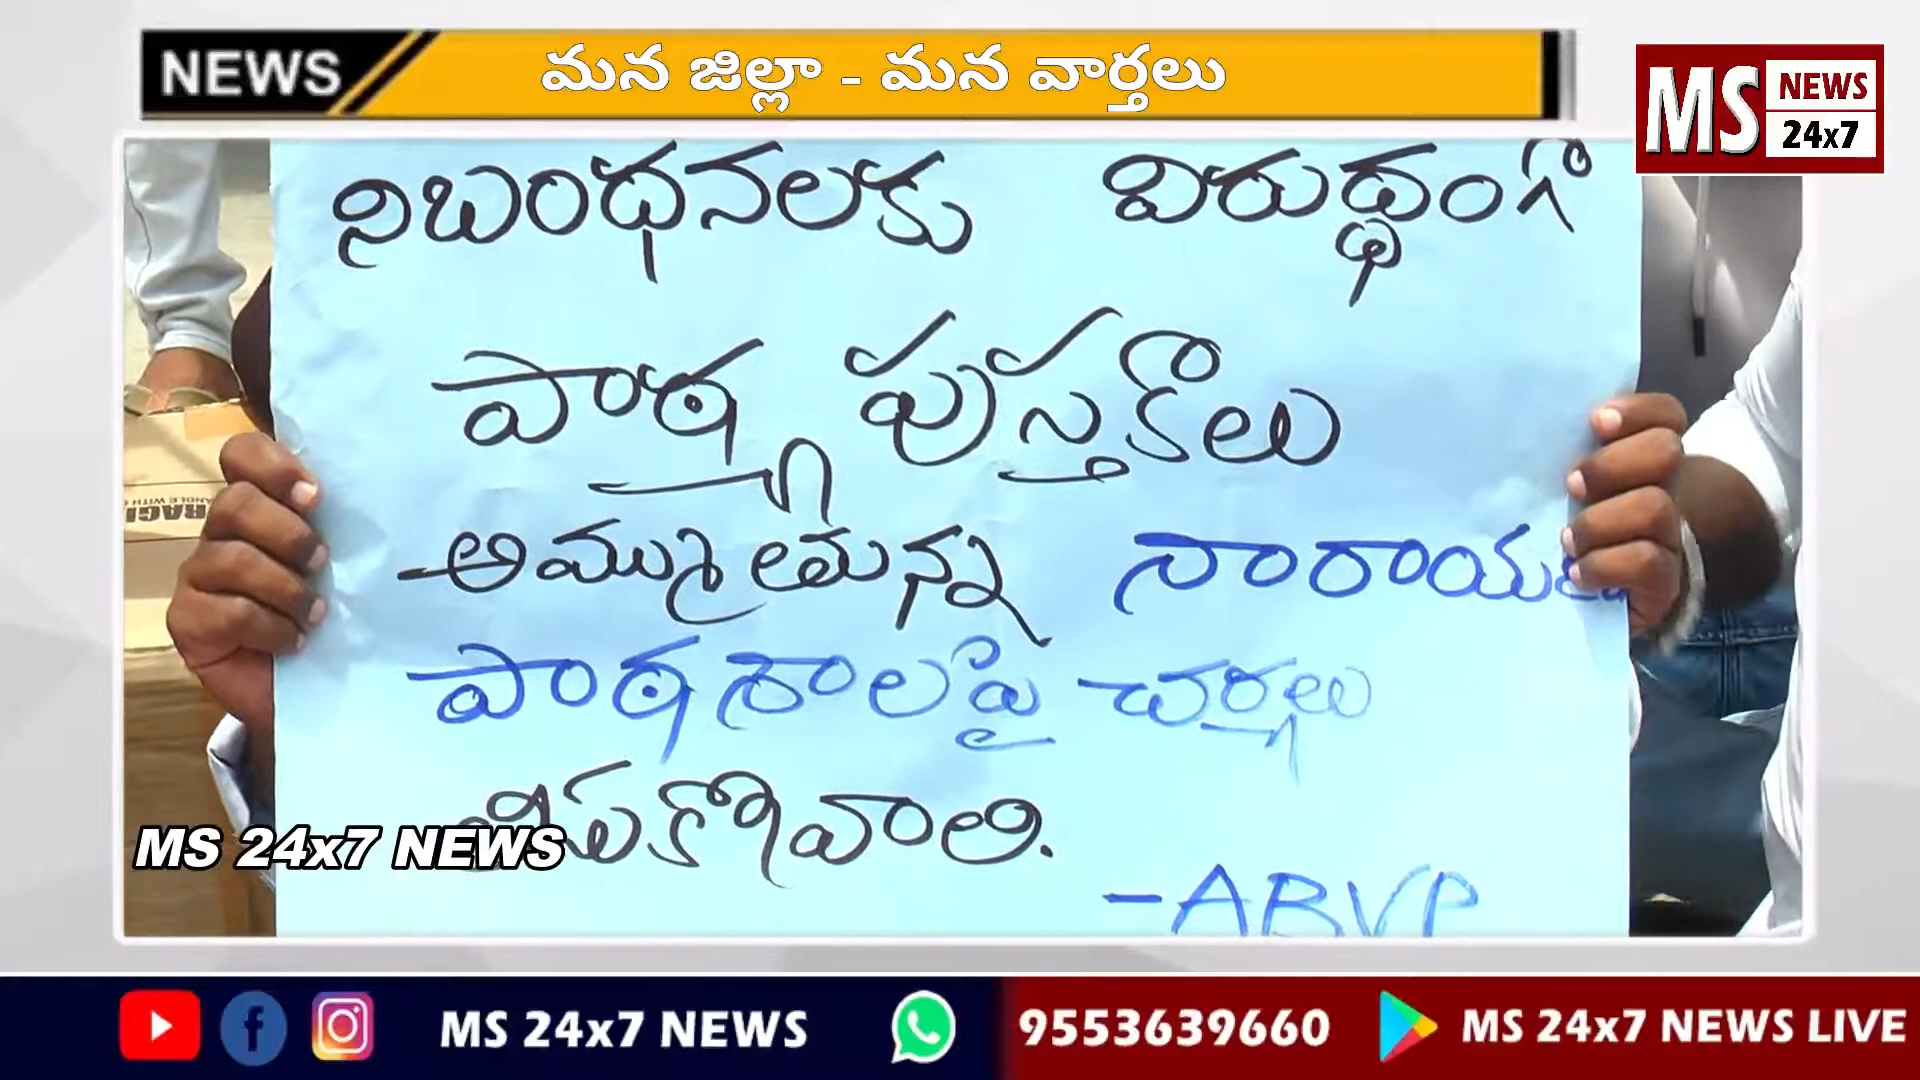 NEWS
మన జిల్లా - మన వార్తలు
MS
NEWS
24x7
నిబంధనలకు విరుద్ధంగా
పాఠ్య పుస్తకాలు
అమ్ముతున్న నారాయణ
పాఠశాలపై చర్యలు
తీసుకోవాలి.
MS 24x7 NEWS
-ABVP
MS 24x7 NEWS
9553639660
MS 24x7 NEWS LIVE